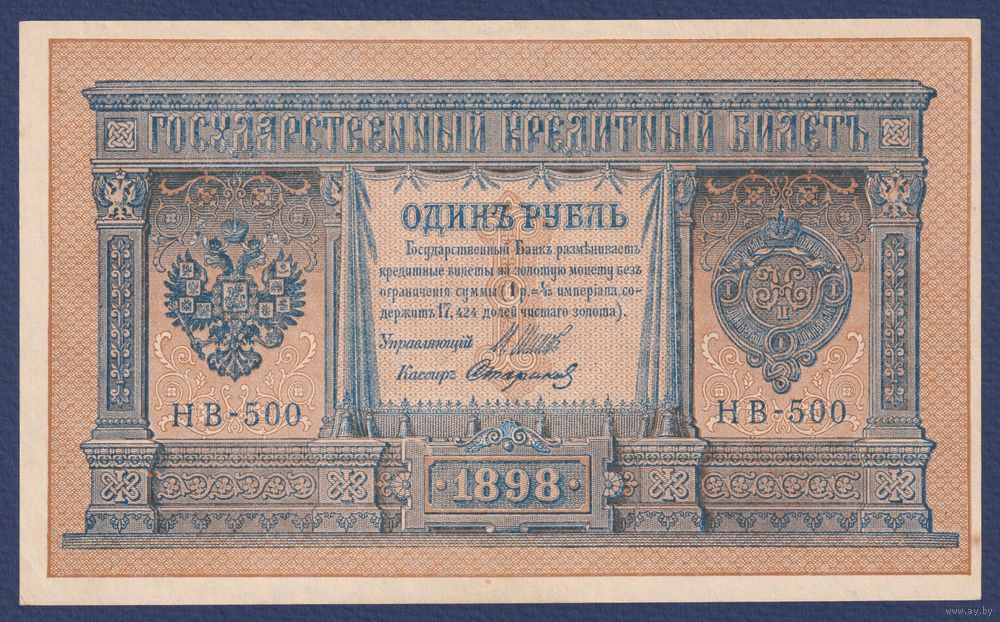 ГОСУДАРСТВЕННЫЙ КРЕДИТНЫЙ БИЛЕТЪ
ОДИНЪ РУБЛЬ
Государственный Банкъ размѣниваетъ
кредитные билеты на золотую монету безъ
ограниченія суммы (1 р.=1/15 имперіала, со-
держитъ 17,424 долей чистаго золота).
Управляющій
Кассиръ
НВ-500
НВ-500
1898
www.ay.by